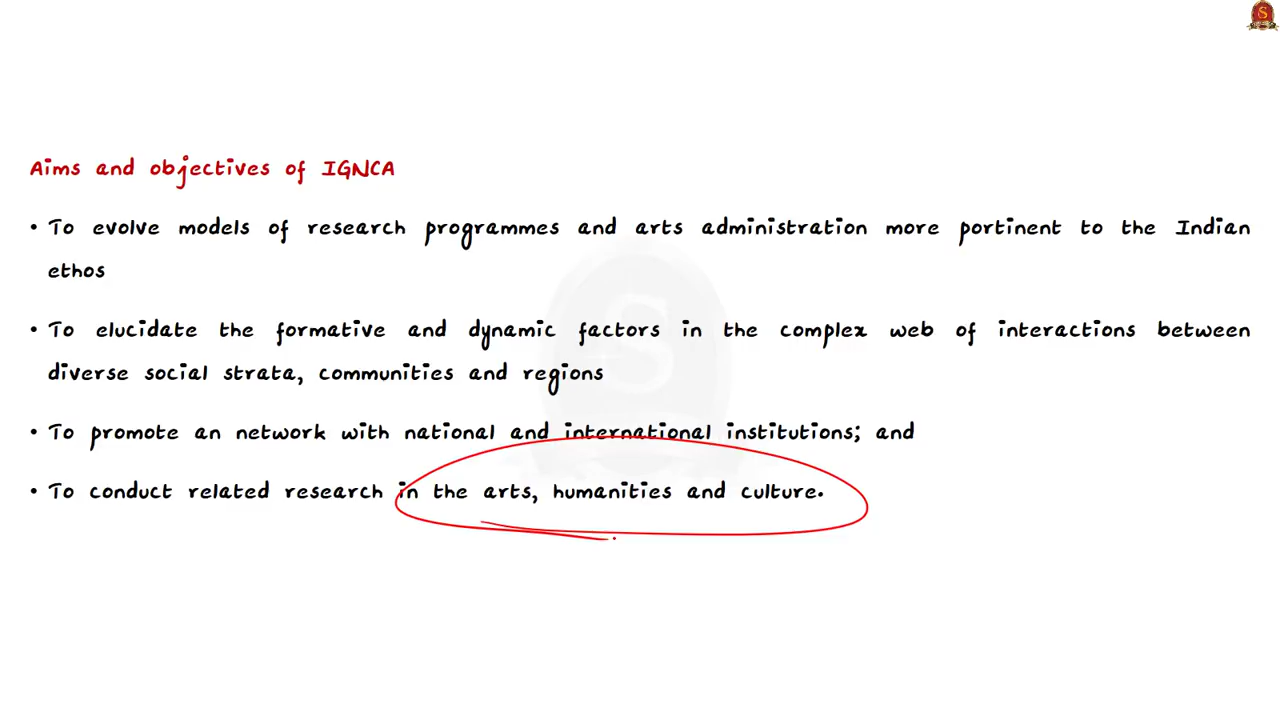 Aims and objectives of IGNCA
• To evolve models of research programmes and arts administration more portinent to the Indian
ethos
• To elucidate the formative and dynamic factors in the complex web of interactions between
diverse social strata, communities and regions
• To promote an network with national and international institutions; and
• To conduct related research in the arts, humanities and culture.